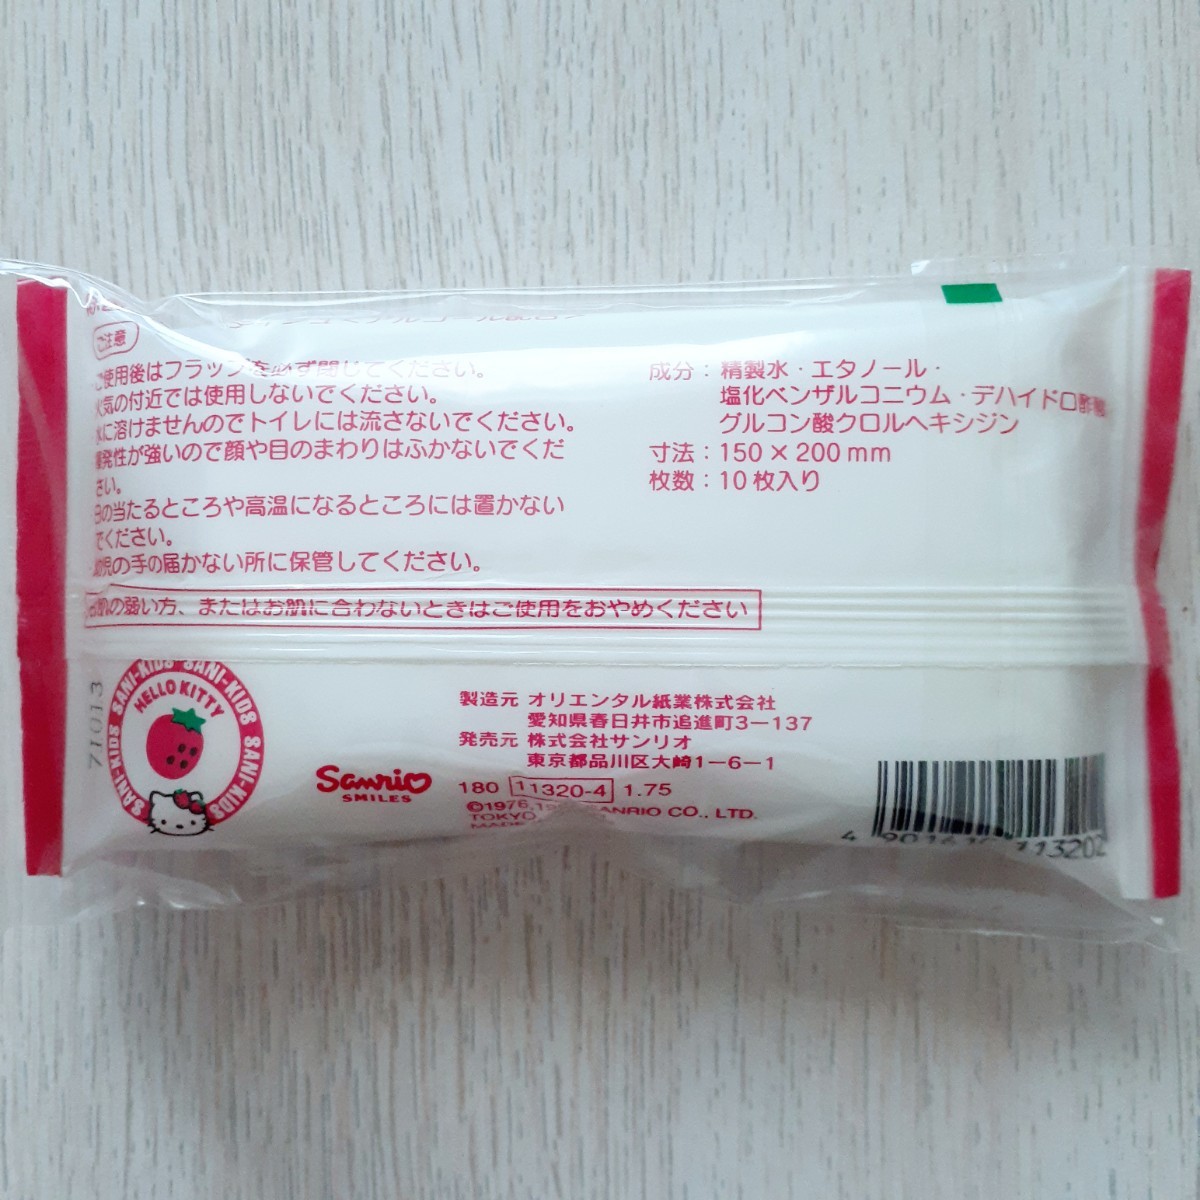 ご注意
ご使用後はフラップを必ず閉じてください。
火気の付近では使用しないでください。
水に溶けませんのでトイレには流さないでください。
揮発性が強いので顔や目のまわりはふかないでくだ
さい。
日の当たるところや高温になるところには置かない
でください。
幼児の手の届かない所に保管してください。
お肌の弱い方、またはお肌に合わないときはご使用をおやめください
成分：精製水・エタノール・
塩化ベンザルコニウム・デハイドロ酢酸
グルコン酸クロルヘキシジン
寸法：150×200mm
枚数：10枚入り
71013
SANI-KIDS SANI-KIDS SANI-KIDS SANI-KIDS
HELLO KITTY
Sanrio
SMILES
製造元 オリエンタル紙業株式会社
愛知県春日井市追進町3－137
発売元 株式会社サンリオ
東京都品川区大崎1－6－1
180 11320-4 1.75
©1976, SANRIO CO., LTD.
TOKYO
MADE
4 113202